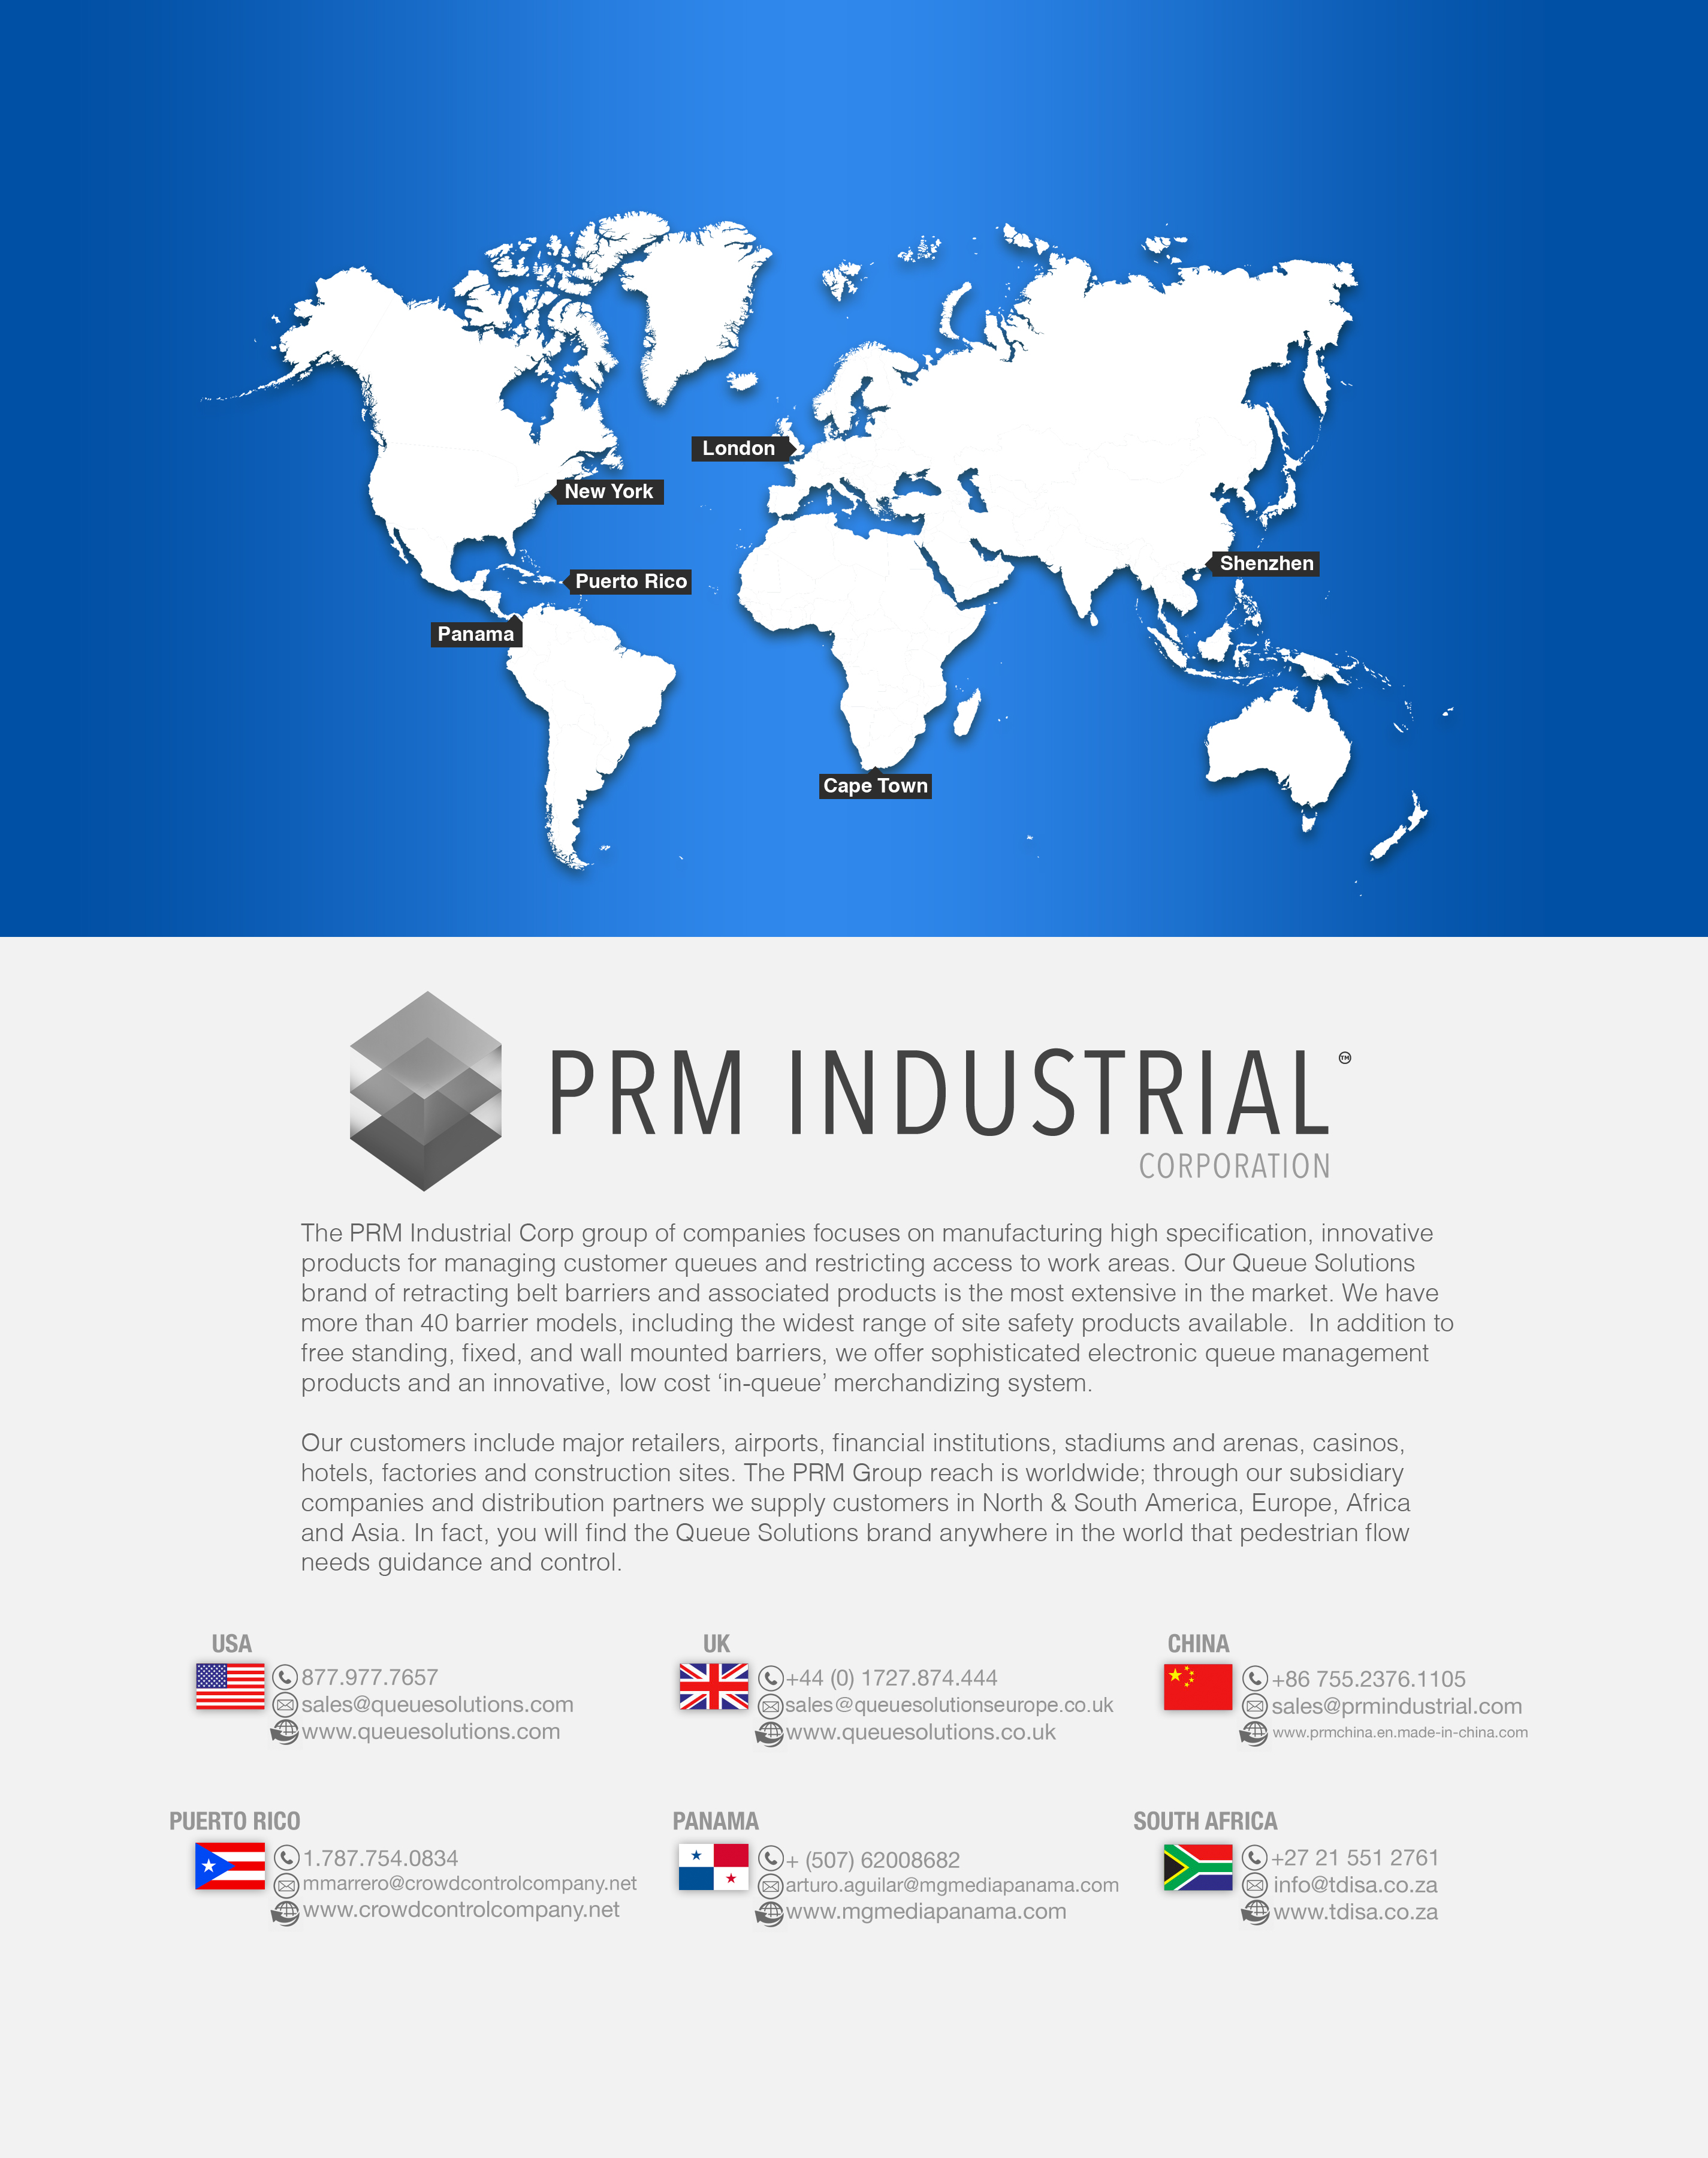 London
New York
Shenzhen
Puerto Rico
Panama
Cape Town
PRM INDUSTRIAL™
CORPORATION
The PRM Industrial Corp group of companies focuses on manufacturing high specification, innovative
products for managing customer queues and restricting access to work areas. Our Queue Solutions
brand of retracting belt barriers and associated products is the most extensive in the market. We have
more than 40 barrier models, including the widest range of site safety products available.  In addition to
free standing, fixed, and wall mounted barriers, we offer sophisticated electronic queue management
products and an innovative, low cost ‘in-queue’ merchandizing system.
Our customers include major retailers, airports, financial institutions, stadiums and arenas, casinos,
hotels, factories and construction sites. The PRM Group reach is worldwide; through our subsidiary
companies and distribution partners we supply customers in North & South America, Europe, Africa
and Asia. In fact, you will find the Queue Solutions brand anywhere in the world that pedestrian flow
needs guidance and control.
USA
877.977.7657
sales@queuesolutions.com
www.queuesolutions.com
UK
+44 (0) 1727.874.444
sales@queuesolutionseurope.co.uk
www.queuesolutions.co.uk
CHINA
+86 755.2376.1105
sales@prmindustrial.com
www.prmchina.en.made-in-china.com
PUERTO RICO
1.787.754.0834
mmarrero@crowdcontrolcompany.net
www.crowdcontrolcompany.net
PANAMA
+ (507) 62008682
arturo.aguilar@mgmediapanama.com
www.mgmediapanama.com
SOUTH AFRICA
+27 21 551 2761
info@tdisa.co.za
www.tdisa.co.za